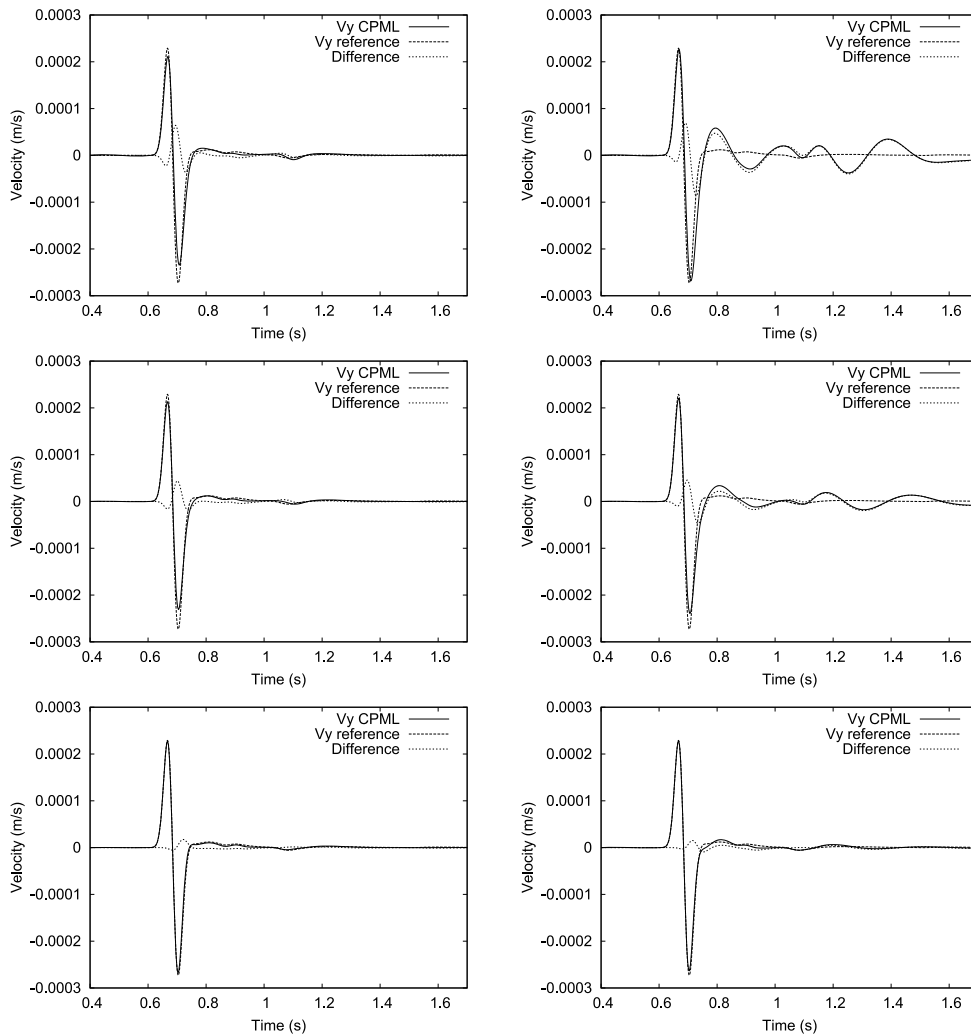 0.0003
0.0002
0.0001
0
-0.0001
-0.0002
-0.0003
Velocity (m/s)
0.4 0.6 0.8 1 1.2 1.4 1.6
Time (s)
Vy CPML
Vy reference
Difference
0.0003
0.0002
0.0001
0
-0.0001
-0.0002
-0.0003
Velocity (m/s)
0.4 0.6 0.8 1 1.2 1.4 1.6
Time (s)
Vy CPML
Vy reference
Difference
0.0003
0.0002
0.0001
0
-0.0001
-0.0002
-0.0003
Velocity (m/s)
0.4 0.6 0.8 1 1.2 1.4 1.6
Time (s)
Vy CPML
Vy reference
Difference
0.0003
0.0002
0.0001
0
-0.0001
-0.0002
-0.0003
Velocity (m/s)
0.4 0.6 0.8 1 1.2 1.4 1.6
Time (s)
Vy CPML
Vy reference
Difference
0.0003
0.0002
0.0001
0
-0.0001
-0.0002
-0.0003
Velocity (m/s)
0.4 0.6 0.8 1 1.2 1.4 1.6
Time (s)
Vy CPML
Vy reference
Difference
0.0003
0.0002
0.0001
0
-0.0001
-0.0002
-0.0003
Velocity (m/s)
0.4 0.6 0.8 1 1.2 1.4 1.6
Time (s)
Vy CPML
Vy reference
Difference